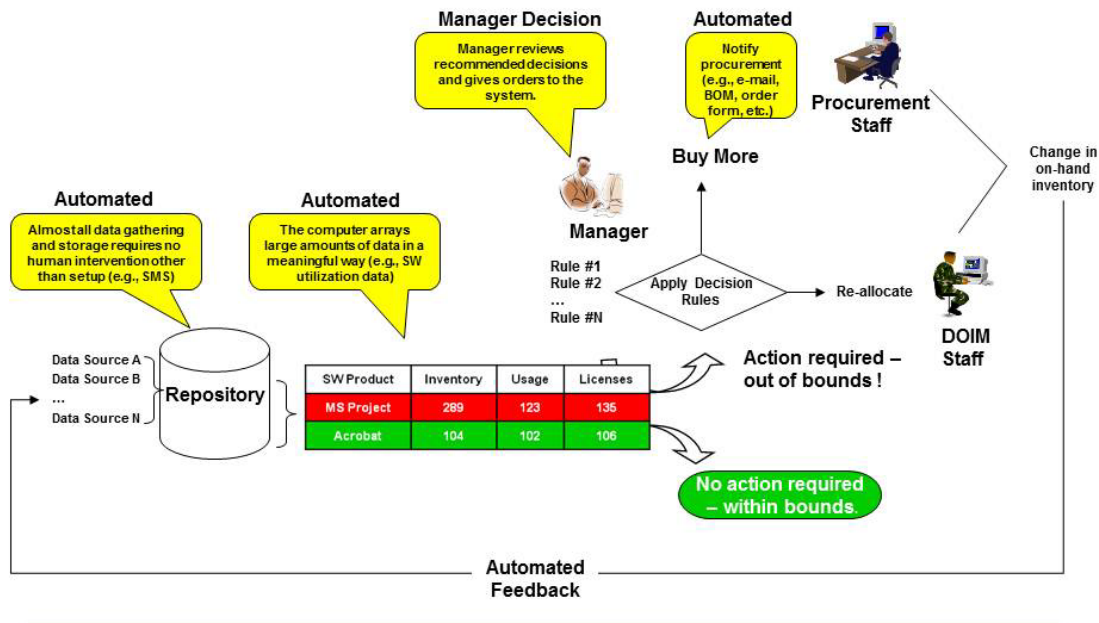 Manager Decision
Manager reviews
recommended decisions
and gives orders to the
system.
Automated
Notify
procurement
(e.g., e-mail,
BOM, order
form, etc.)
Procurement
Staff
Buy More
Change in
on-hand
inventory
Automated
Almost all data gathering
and storage requires no
human intervention other
than setup (e.g., SMS)
Automated
The computer arrays
large amounts of data in a
meaningful way (e.g., SW
utilization data)
Manager
Rule #1
Rule #2
...
Rule #N
Apply Decision
Rules
Re-allocate
DOIM
Staff
Data Source A
Data Source B
...
Data Source N
Repository
SW Product Inventory Usage Licenses
MS Project 289 123 135
Acrobat 104 102 106
Action required –
out of bounds !
No action required
– within bounds.
Automated
Feedback